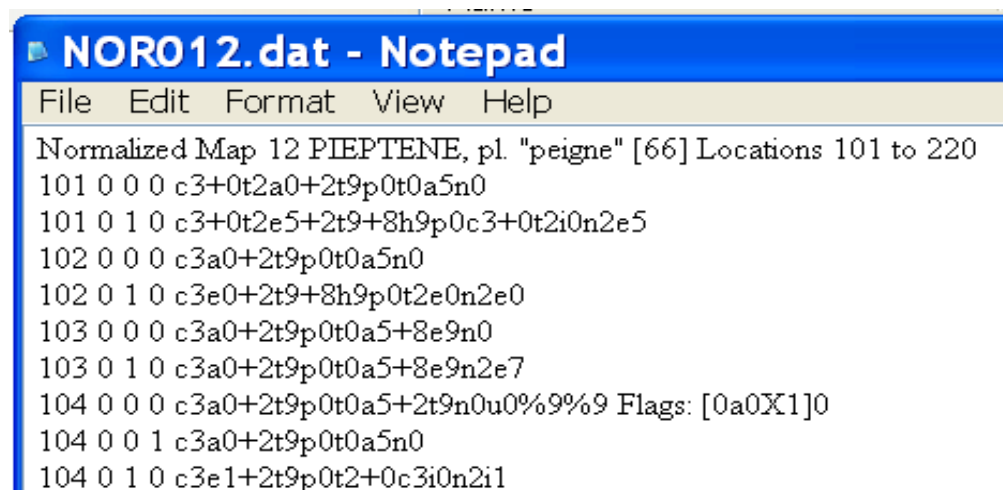 NOR012.dat - Notepad
File Edit Format View Help
Normalized Map 12 PIEPTENE, pl. "peigne" [66] Locations 101 to 220
101 0 0 0 c3+0t2a0+2t9p0t0a5n0
101 0 1 0 c3+0t2e5+2t9+8h9p0c3+0t2i0n2e5
102 0 0 0 c3a0+2t9p0t0a5n0
102 0 1 0 c3e0+2t9+8h9p0t2e0n2e0
103 0 0 0 c3a0+2t9p0t0a5+8e9n0
103 0 1 0 c3a0+2t9p0t0a5+8e9n2e7
104 0 0 0 c3a0+2t9p0t0a5+2t9n0u0%9%9 Flags: [0a0X1]0
104 0 0 1 c3a0+2t9p0t0a5n0
104 0 1 0 c3e1+2t9p0t2+0c3i0n2i1